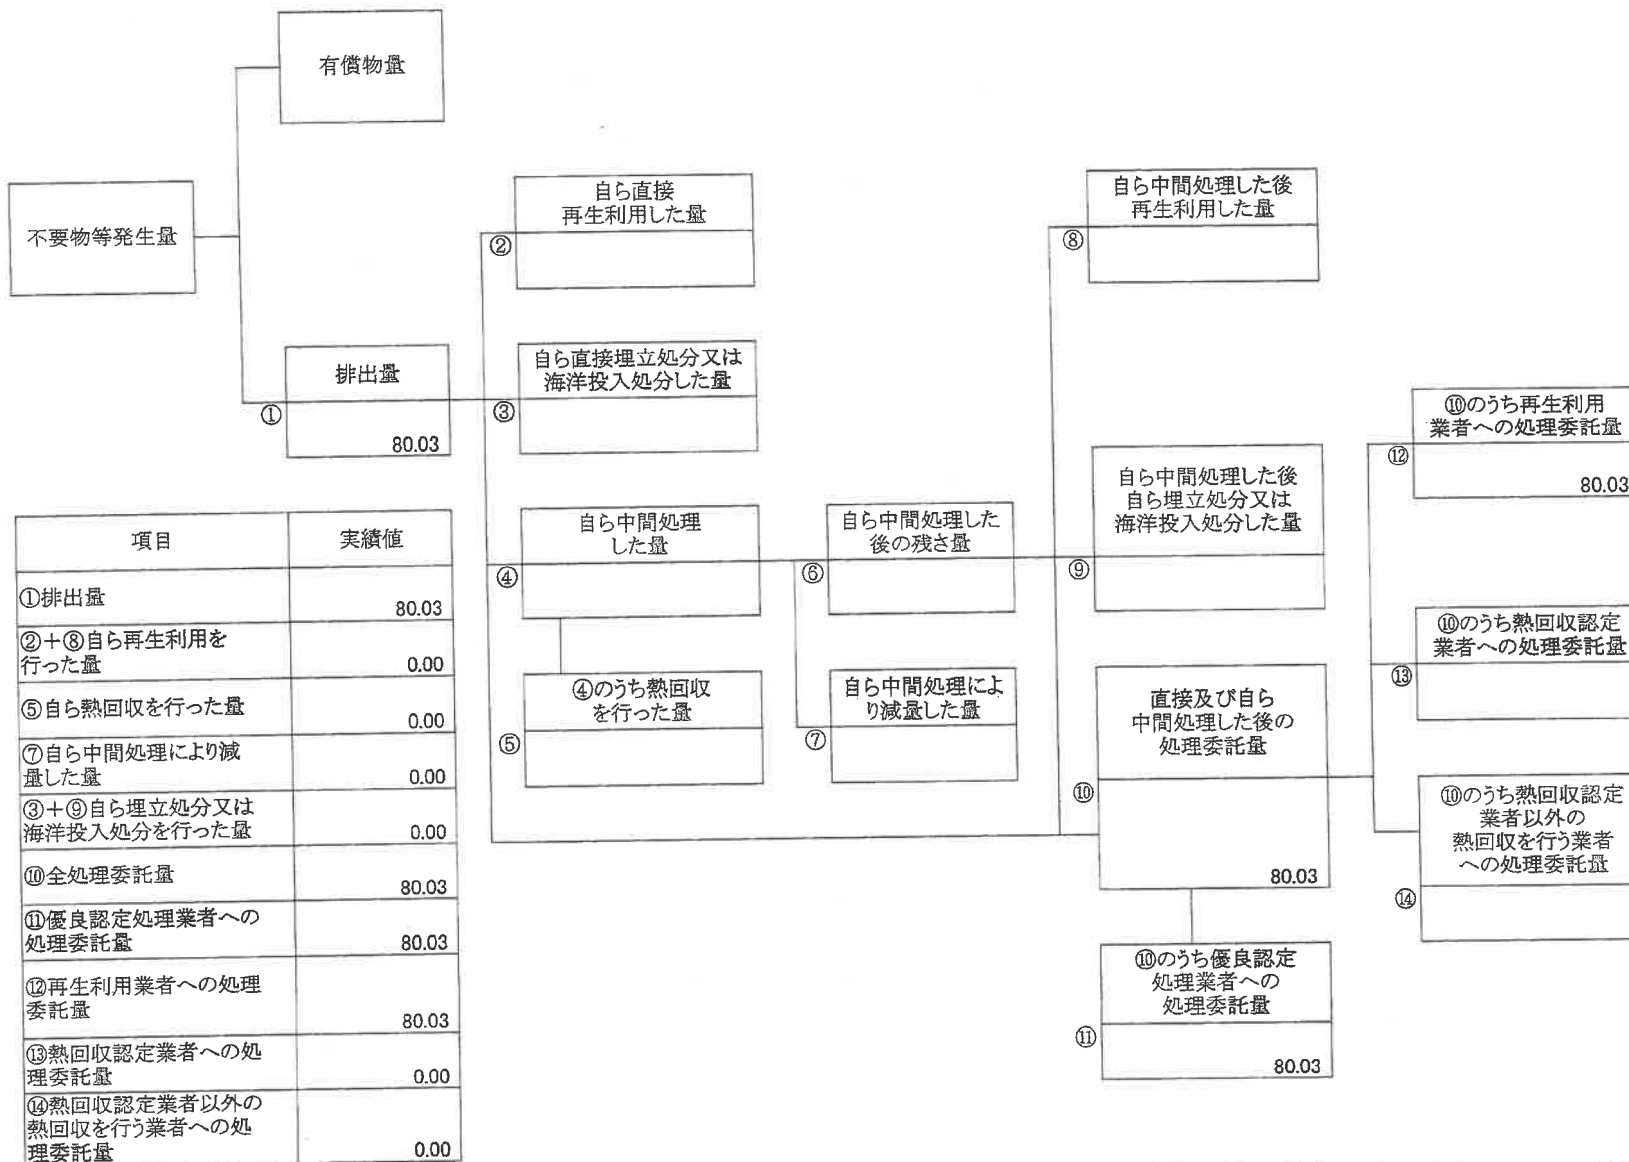 有償物量
不要物等発生量
排出量
①
80.03
自ら直接
再生利用した量
②
自ら直接埋立処分又は
海洋投入処分した量
③
自ら中間処理
した量
④
④のうち熱回収
を行った量
⑤
自ら中間処理した
後の残さ量
⑥
自ら中間処理によ
り減量した量
⑦
自ら中間処理した後
再生利用した量
⑧
自ら中間処理した後
自ら埋立処分又は
海洋投入処分した量
⑨
直接及び自ら
中間処理した後の
処理委託量
⑩
80.03
⑩のうち優良認定
処理業者への
処理委託量
⑪
80.03
⑩のうち再生利用
業者への処理委託量
⑫
80.03
⑩のうち熱回収認定
業者への処理委託量
⑬
⑩のうち熱回収認定
業者以外の
熱回収を行う業者
への処理委託量
⑭
項目 実績値
①排出量 80.03
②+⑧自ら再生利用を
行った量 0.00
⑤自ら熱回収を行った量 0.00
⑦自ら中間処理により減
量した量 0.00
③+⑨自ら埋立処分又は
海洋投入処分を行った量 0.00
⑩全処理委託量 80.03
⑪優良認定処理業者への
処理委託量 80.03
⑫再生利用業者への処理
委託量 80.03
⑬熱回収認定業者への処
理委託量 0.00
⑭熱回収認定業者以外の
熱回収を行う業者への処
理委託量 0.00